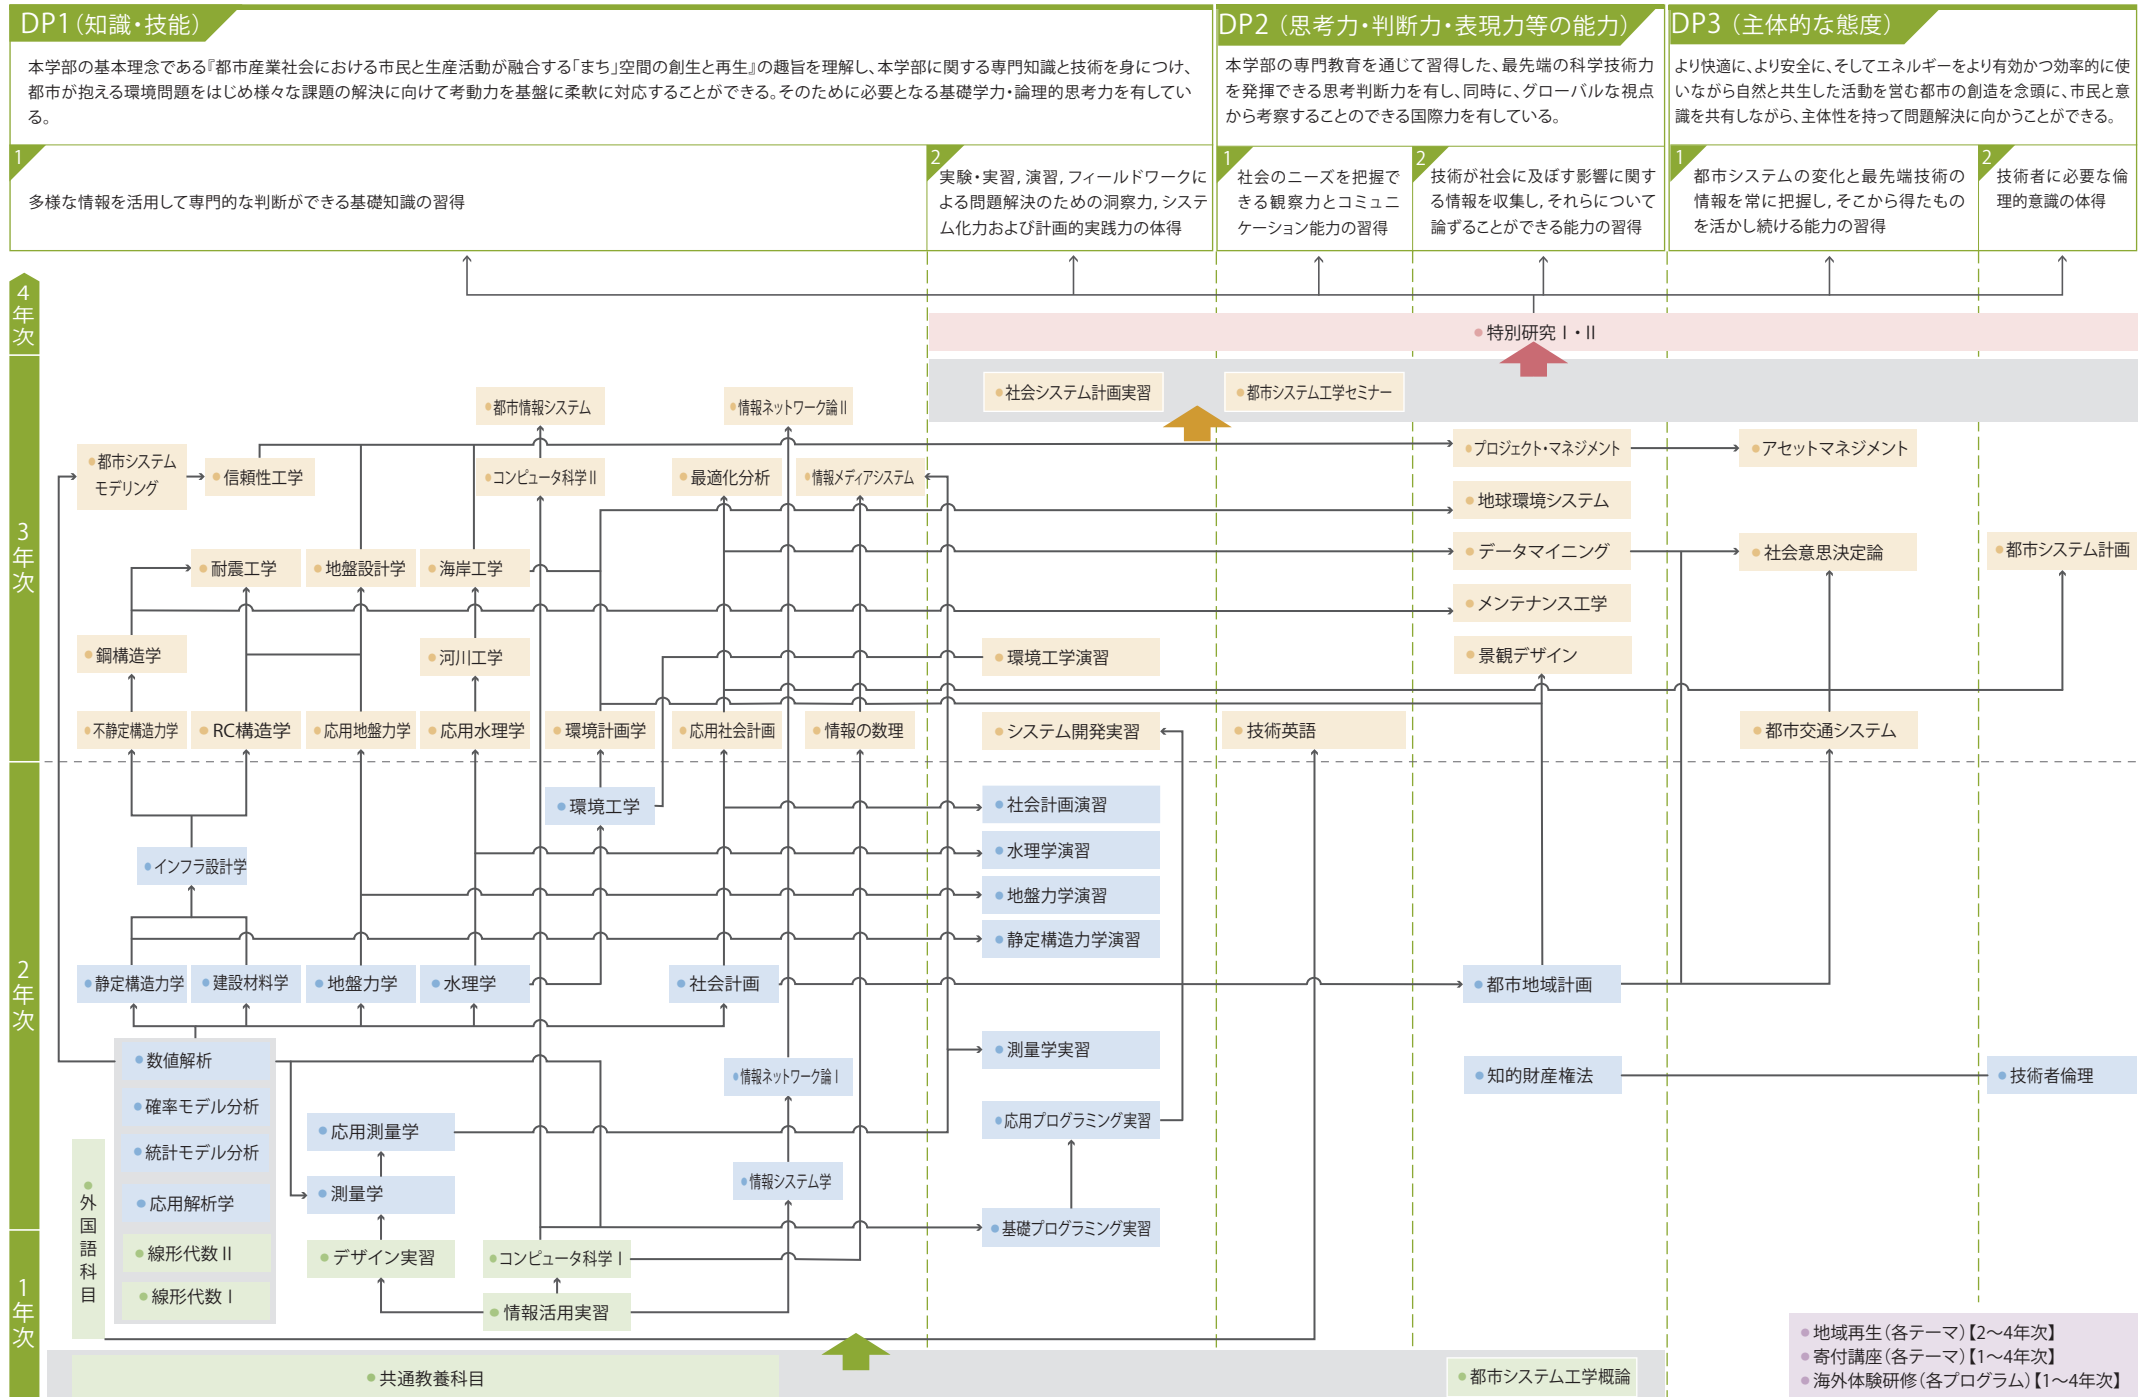 DP1（知識・技能）
本学部の基本理念である『都市産業社会における市民と生産活動が融合する「まち」空間の創生と再生』の趣旨を理解し、本学部に関する専門知識と技術を身につけ、
都市が抱える環境問題をはじめ様々な課題の解決に向けて考動力を基盤に柔軟に対応することができる。そのために必要となる基礎学力・論理的思考力を有してい
る。
DP2（思考力・判断力・表現力等の能力）
本学部の専門教育を通じて習得した、最先端の科学技術力
を発揮できる思考判断力を有し、同時に、グローバルな視点
から考察することのできる国際力を有している。
DP3（主体的な態度）
より快適に、より安全に、そしてエネルギーをより有効かつ効率的に使
いながら自然と共生した活動を営む都市の創造を念頭に、市民と意
識を共有しながら、主体性を持って問題解決に向かうことができる。
1
多様な情報を活用して専門的な判断ができる基礎知識の習得
2
実験・実習，演習，フィールドワークに
よる問題解決のための洞察力，システ
ム化力および計画的実践力の体得
1
社会のニーズを把握で
きる観察力とコミュニ
ケーション能力の習得
2
技術が社会に及ぼす影響に関す
る情報を収集し，それらについて
論ずることができる能力の習得
1
都市システムの変化と最先端技術の
情報を常に把握し，そこから得たもの
を活かし続ける能力の習得
2
技術者に必要な倫
理的意識の体得
4年次
特別研究Ⅰ・Ⅱ
3年次
社会システム計画実習
都市システム工学セミナー
都市情報システム
情報ネットワーク論Ⅱ
都市システム
モデリング
信頼性工学
コンピュータ科学Ⅱ
最適化分析
情報メディアシステム
プロジェクト・マネジメント
アセットマネジメント
地球環境システム
耐震工学
地盤設計学
海岸工学
データマイニング
社会意思決定論
都市システム計画
メンテナンス工学
鋼構造学
河川工学
環境工学演習
景観デザイン
不静定構造力学
RC構造学
応用地盤力学
応用水理学
環境計画学
応用社会計画
情報の数理
システム開発実習
技術英語
都市交通システム
2年次
環境工学
社会計画演習
インフラ設計学
水理学演習
地盤力学演習
静定構造力学演習
静定構造力学
建設材料学
地盤力学
水理学
社会計画
都市地域計画
数値解析
測量学実習
情報ネットワーク論Ⅰ
知的財産権法
技術者倫理
確率モデル分析
応用測量学
応用プログラミング実習
統計モデル分析
情報システム学
測量学
応用解析学
基礎プログラミング実習
1年次
外国語科目
線形代数Ⅱ
デザイン実習
コンピュータ科学Ⅰ
線形代数Ⅰ
情報活用実習
共通教養科目
都市システム工学概論
地域再生（各テーマ）【2〜4年次】
寄付講座（各テーマ）【1〜4年次】
海外体験研修（各プログラム）【1〜4年次】